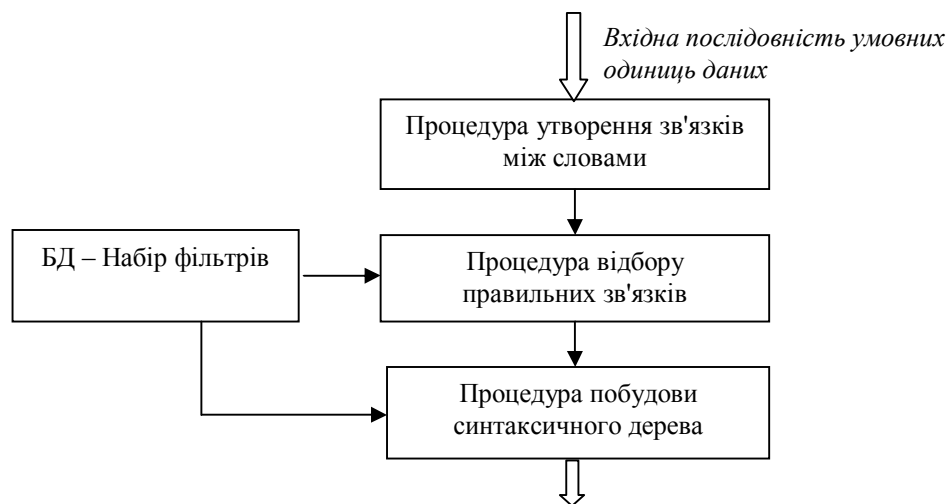 Вхідна послідовність умовних
одиниць даних
Процедура утворення зв'язків
між словами
БД – Набір фільтрів
Процедура відбору
правильних зв'язків
Процедура побудови
синтаксичного дерева